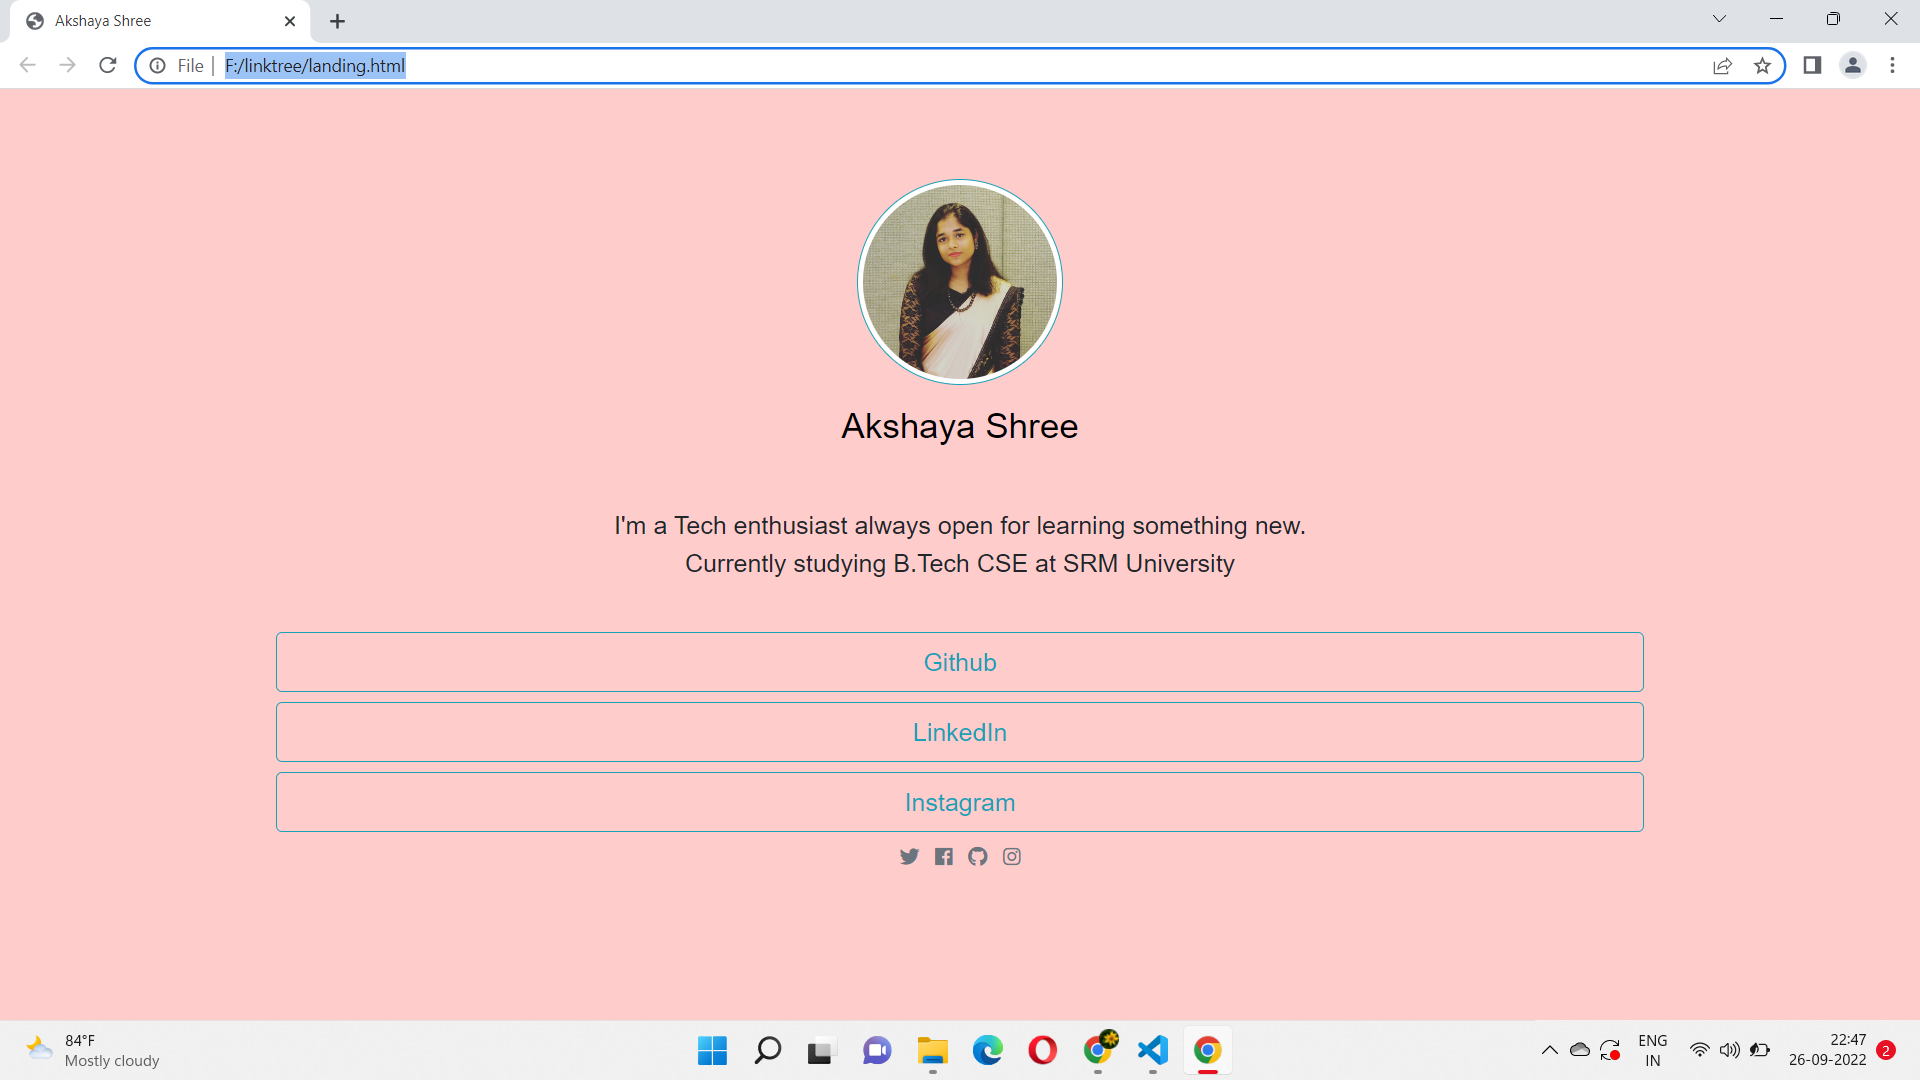 Akshaya Shree
File
F:/linktree/landing.html
Akshaya Shree
I'm a Tech enthusiast always open for learning something new.
Currently studying B.Tech CSE at SRM University
Github
LinkedIn
Instagram
84°F
Mostly cloudy
ENG
IN
22:47
26-09-2022
2